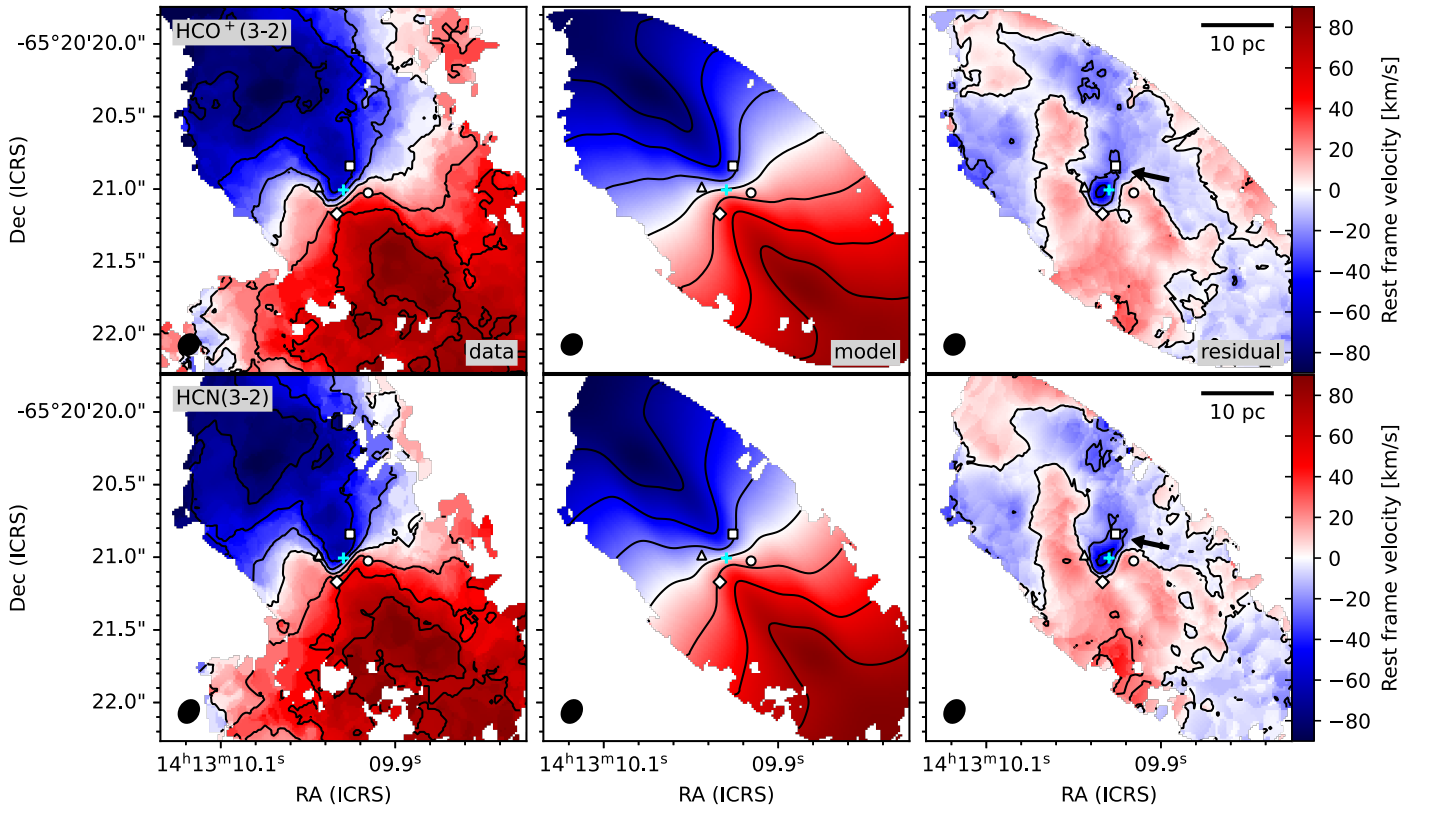 HCO⁺(3-2)
10 pc
-65°20'20.0"
20.5"
21.0"
21.5"
22.0"
Dec (ICRS)
data
model
residual
80
60
40
20
0
−20
−40
−60
−80
Rest frame velocity [km/s]
HCN(3-2)
10 pc
-65°20'20.0"
20.5"
21.0"
21.5"
22.0"
Dec (ICRS)
80
60
40
20
0
−20
−40
−60
−80
Rest frame velocity [km/s]
14ʰ13ᵐ10.1ˢ 09.9ˢ
14ʰ13ᵐ10.1ˢ 09.9ˢ
14ʰ13ᵐ10.1ˢ 09.9ˢ
RA (ICRS)
RA (ICRS)
RA (ICRS)